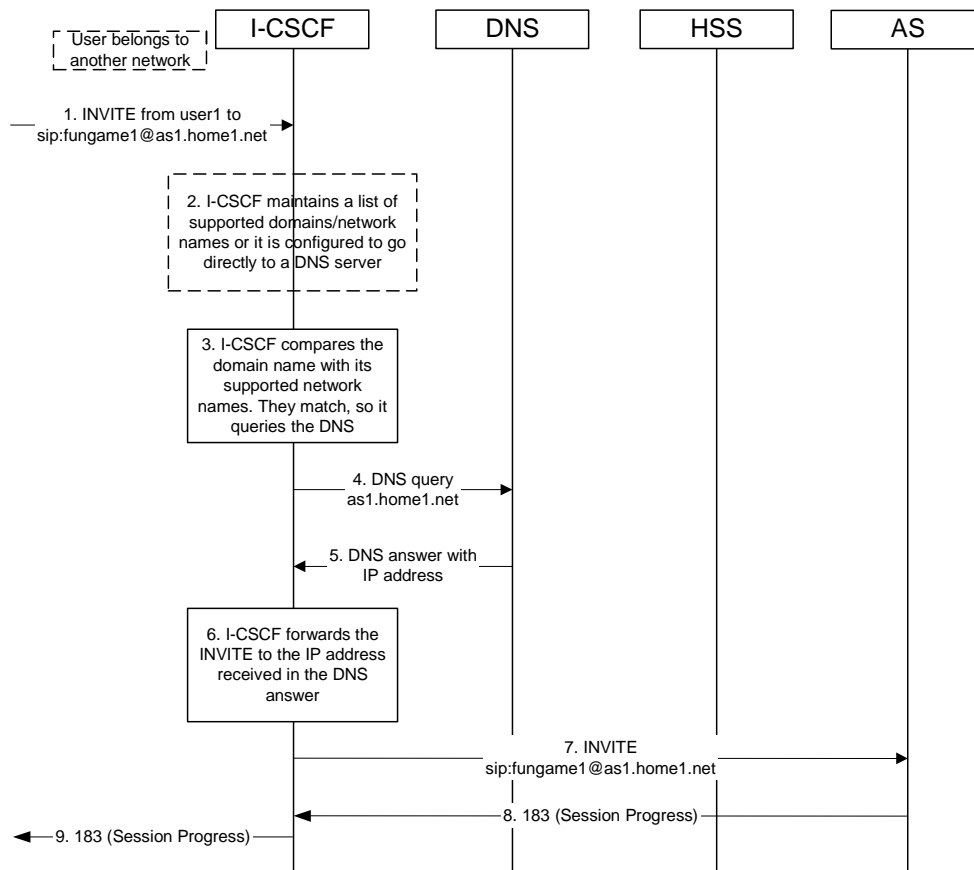 I-CSCF
DNS
HSS
AS
User belongs to
another network
1. INVITE from user1 to
sip:fungame1@as1.home1.net
2. I-CSCF maintains a list of
supported domains/network
names or it is configured to go
directly to a DNS server
3. I-CSCF compares the
domain name with its
supported network
names. They match, so it
queries the DNS
4. DNS query
as1.home1.net
5. DNS answer with
IP address
6. I-CSCF forwards the
INVITE to the IP address
received in the DNS
answer
7. INVITE
sip:fungame1@as1.home1.net
8. 183 (Session Progress)
9. 183 (Session Progress)